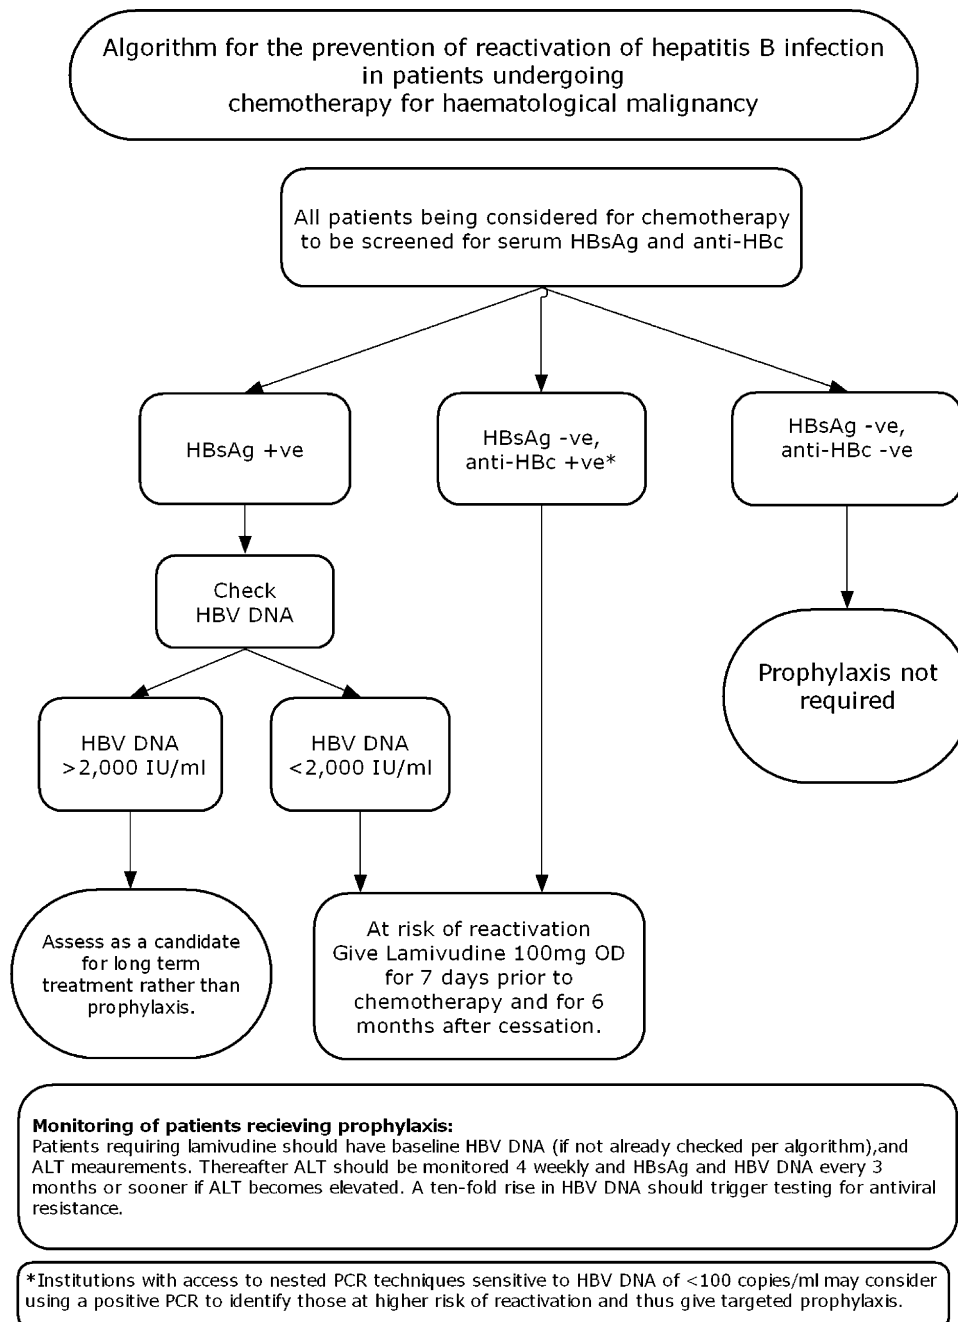 Algorithm for the prevention of reactivation of hepatitis B infection
in patients undergoing
chemotherapy for haematological malignancy
All patients being considered for chemotherapy
to be screened for serum HBsAg and anti-HBc
HBsAg +ve
HBsAg -ve,
anti-HBc +ve*
HBsAg -ve,
anti-HBc -ve
Check
HBV DNA
Prophylaxis not
required
HBV DNA
>2,000 IU/ml
HBV DNA
<2,000 IU/ml
Assess as a candidate
for long term
treatment rather than
prophylaxis.
At risk of reactivation
Give Lamivudine 100mg OD
for 7 days prior to
chemotherapy and for 6
months after cessation.
Monitoring of patients recieving prophylaxis:
Patients requiring lamivudine should have baseline HBV DNA (if not already checked per algorithm),and
ALT meaurements. Thereafter ALT should be monitored 4 weekly and HBsAg and HBV DNA every 3
months or sooner if ALT becomes elevated. A ten-fold rise in HBV DNA should trigger testing for antiviral
resistance.
*Institutions with access to nested PCR techniques sensitive to HBV DNA of <100 copies/ml may consider
using a positive PCR to identify those at higher risk of reactivation and thus give targeted prophylaxis.